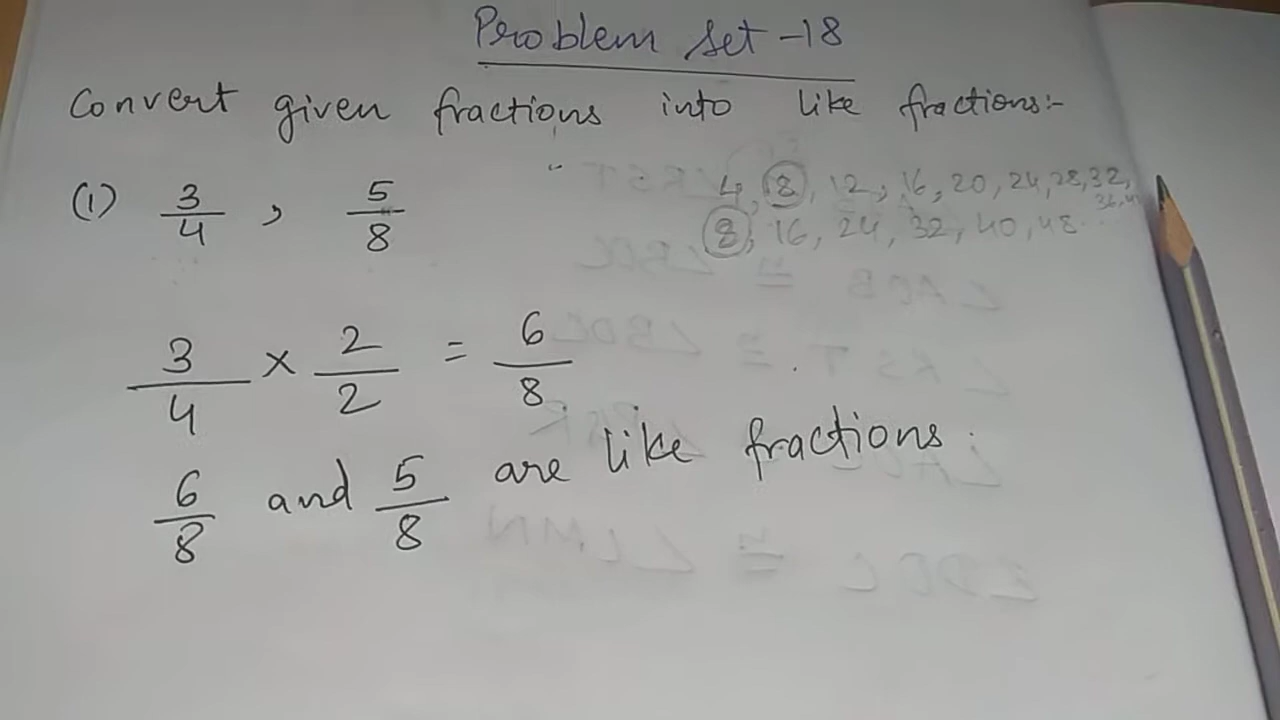 Problem set -18
Convert given fractions into like fractions:-
(1) 3/4 , 5/8
4, 8, 12, 16, 20, 24, 28, 32,
36,
8, 16, 24, 32, 40, 48...
3/4 × 2/2 = 6/8
6/8 and 5/8 are like fractions.